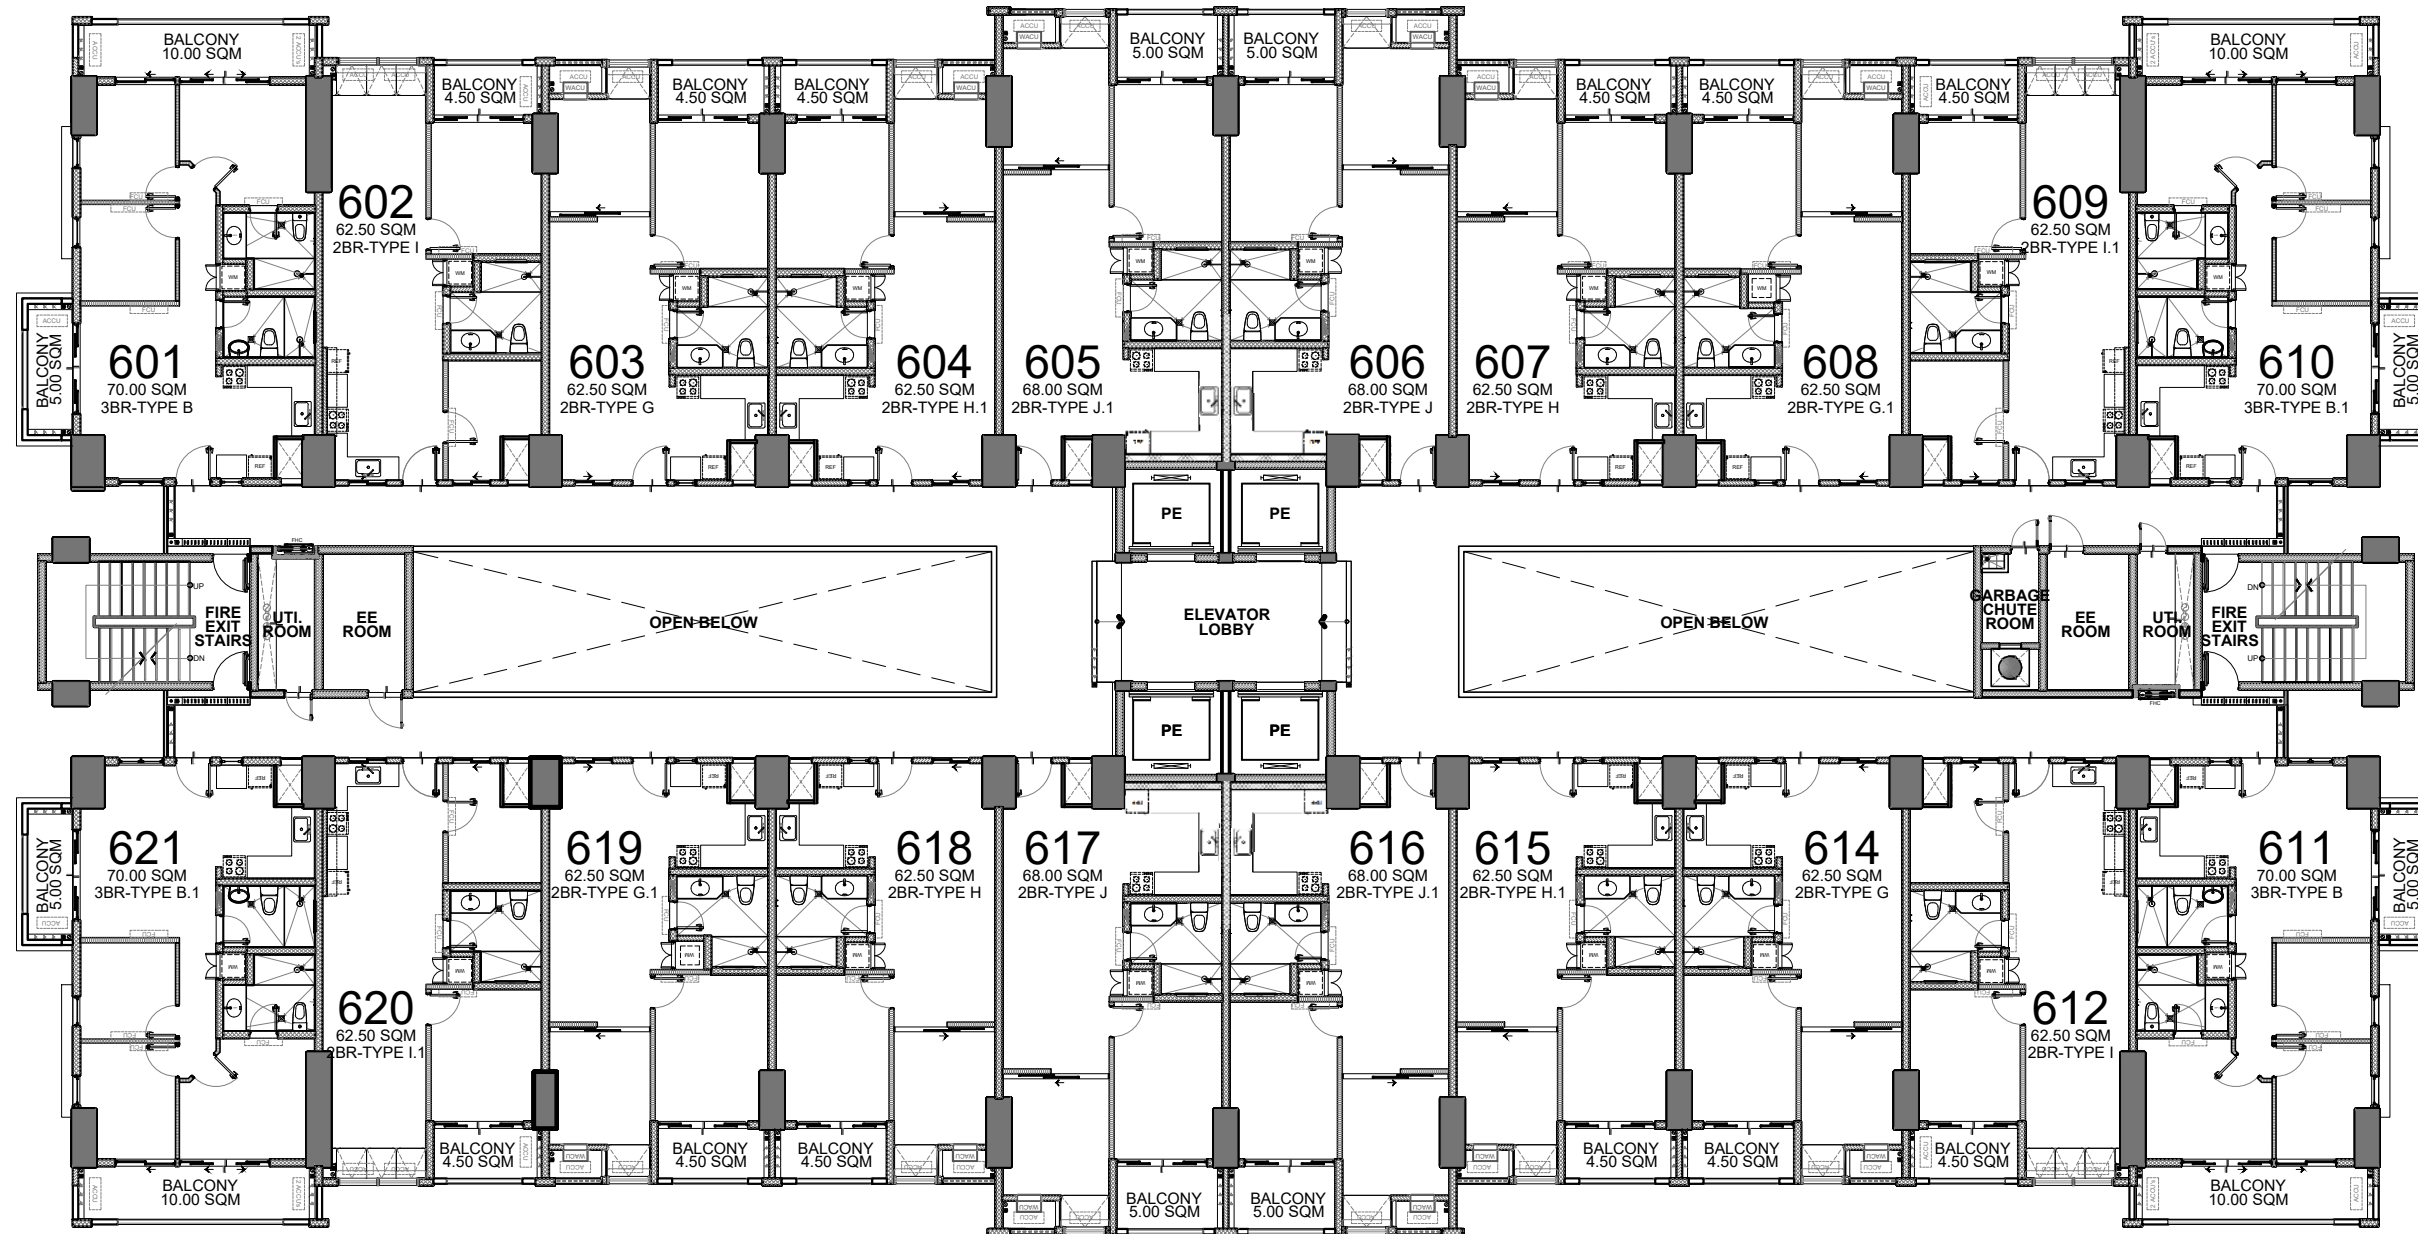 BALCONY
10.00 SQM
BALCONY
4.50 SQM
BALCONY
4.50 SQM
BALCONY
4.50 SQM
BALCONY
5.00 SQM
BALCONY
5.00 SQM
BALCONY
4.50 SQM
BALCONY
4.50 SQM
BALCONY
4.50 SQM
BALCONY
10.00 SQM
601
70.00 SQM
3BR-TYPE B
602
62.50 SQM
2BR-TYPE I
603
62.50 SQM
2BR-TYPE G
604
62.50 SQM
2BR-TYPE H.1
605
68.00 SQM
2BR-TYPE J.1
606
68.00 SQM
2BR-TYPE J
607
62.50 SQM
2BR-TYPE H
608
62.50 SQM
2BR-TYPE G.1
609
62.50 SQM
2BR-TYPE I.1
610
70.00 SQM
3BR-TYPE B.1
BALCONY
5.00 SQM
BALCONY
5.00 SQM
ACCU
WACU
FCU
WM
REF
PE
PE
FHC
UP
DN
FIRE
EXIT
STAIRS
UTI.
ROOM
EE
ROOM
OPEN BELOW
ELEVATOR
LOBBY
OPEN BELOW
GARBAGE
CHUTE
ROOM
EE
ROOM
UTI.
ROOM
FIRE
EXIT
STAIRS
DN
UP
FHC
PE
PE
621
70.00 SQM
3BR-TYPE B.1
620
62.50 SQM
2BR-TYPE I.1
619
62.50 SQM
2BR-TYPE G.1
618
62.50 SQM
2BR-TYPE H
617
68.00 SQM
2BR-TYPE J
616
68.00 SQM
2BR-TYPE J.1
615
62.50 SQM
2BR-TYPE H.1
614
62.50 SQM
2BR-TYPE G
612
62.50 SQM
2BR-TYPE I
611
70.00 SQM
3BR-TYPE B
BALCONY
5.00 SQM
BALCONY
5.00 SQM
BALCONY
10.00 SQM
BALCONY
4.50 SQM
BALCONY
4.50 SQM
BALCONY
4.50 SQM
BALCONY
5.00 SQM
BALCONY
5.00 SQM
BALCONY
4.50 SQM
BALCONY
4.50 SQM
BALCONY
4.50 SQM
BALCONY
10.00 SQM